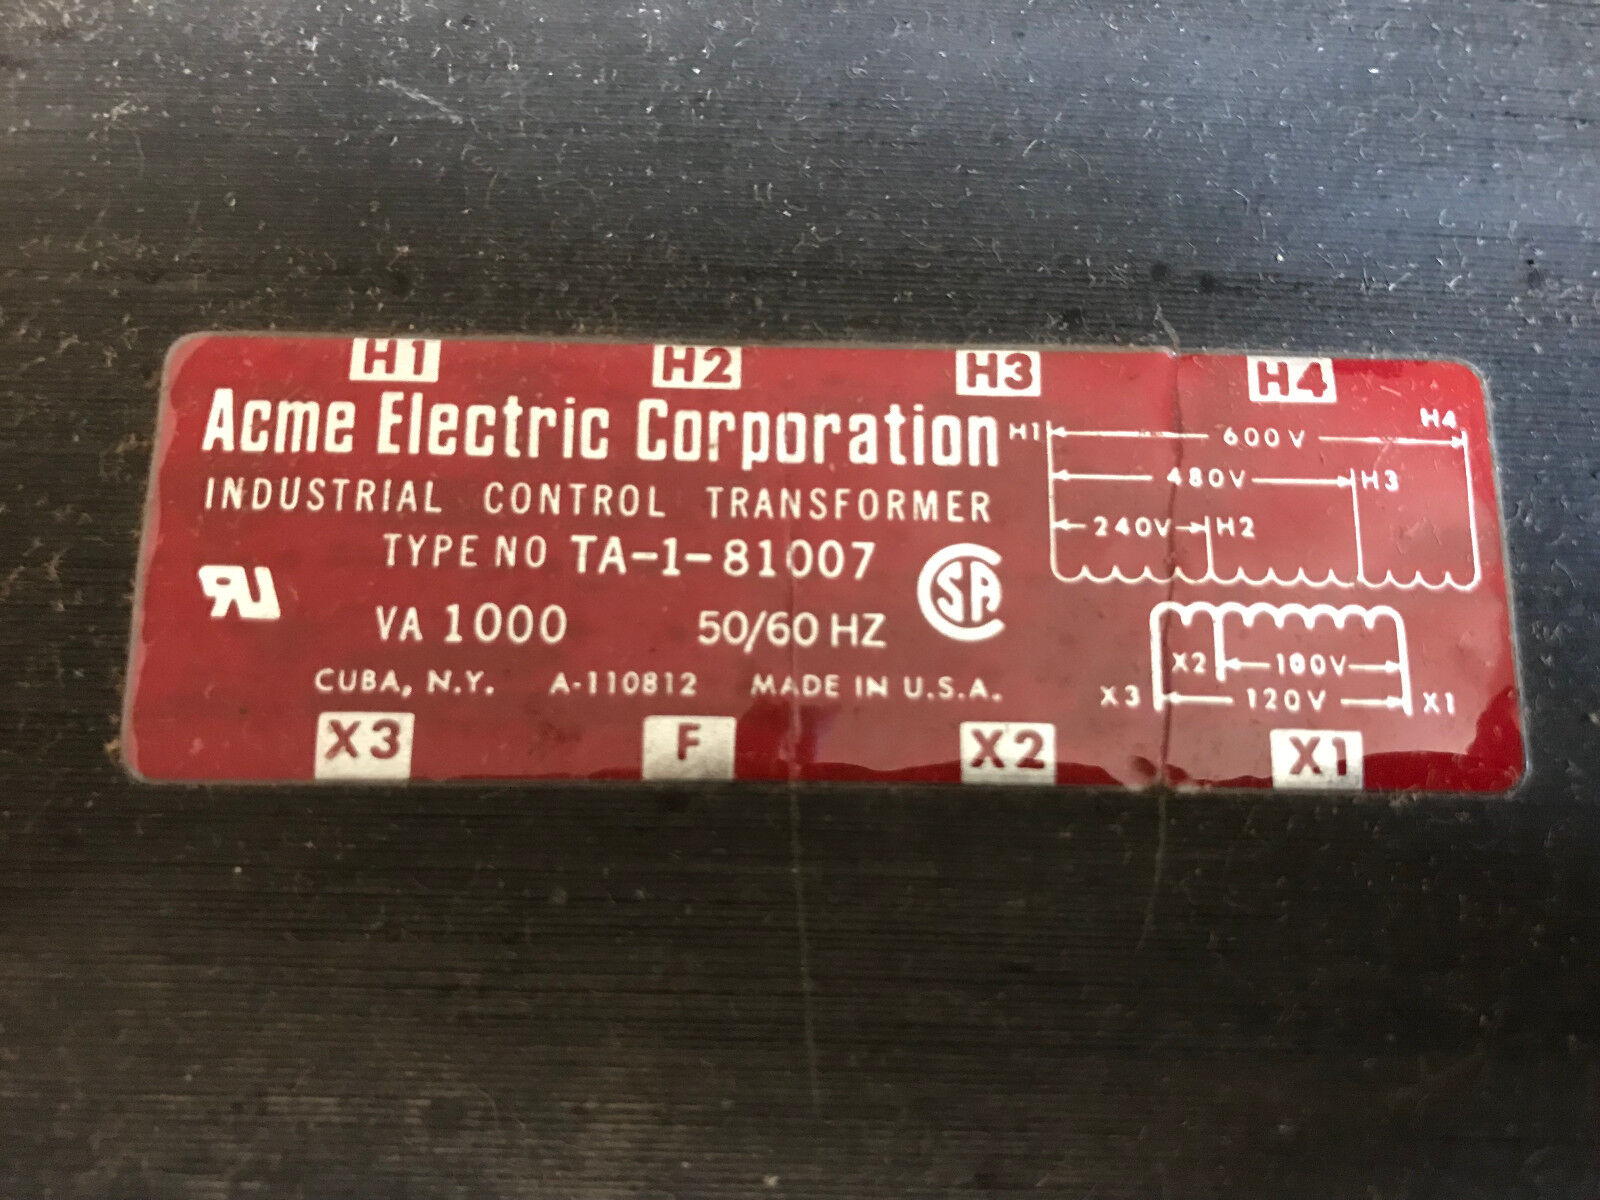 H1 H2 H3 H4
Acme Electric Corporation
INDUSTRIAL CONTROL TRANSFORMER
TYPE NO TA-1-81007
VA 1000 50/60 HZ
CUBA, N.Y. A-110812 MADE IN U.S.A.
H1 600V H4
480V H3
240V H2
X2 100V
X3 120V X1
X3 F X2 X1
RU
SA